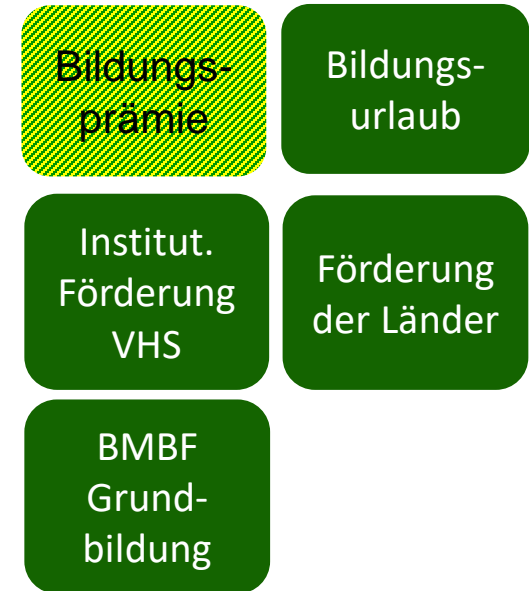 Bildungs-
prämie
Bildungs-
urlaub
Institut.
Förderung
VHS
Förderung
der Länder
BMBF
Grund-
bildung